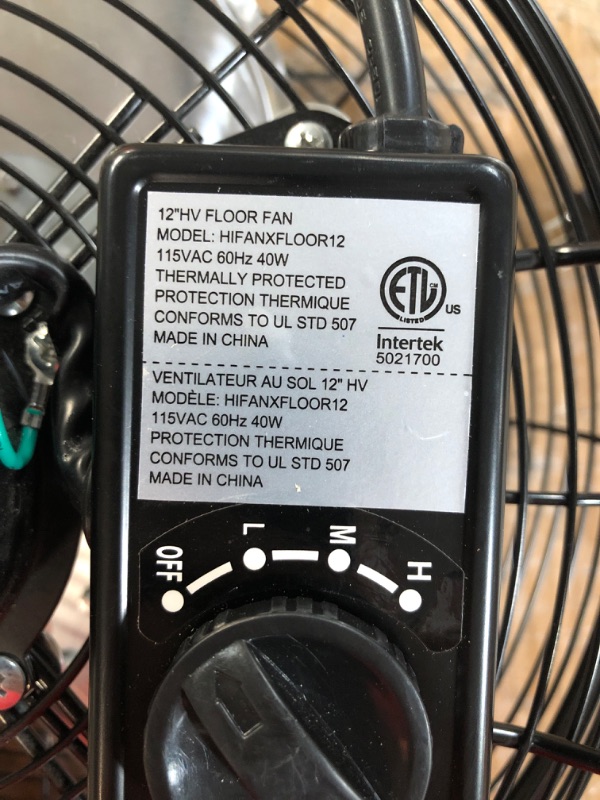 12"HV FLOOR FAN
MODEL: HIFANXFLOOR12
115VAC 60Hz 40W
THERMALLY PROTECTED
PROTECTION THERMIQUE
CONFORMS TO UL STD 507
MADE IN CHINA
ETL CM
LISTED
US
Intertek
5021700
VENTILATEUR AU SOL 12" HV
MODÈLE: HIFANXFLOOR12
115VAC 60Hz 40W
PROTECTION THERMIQUE
CONFORMS TO UL STD 507
MADE IN CHINA
OFF L M H